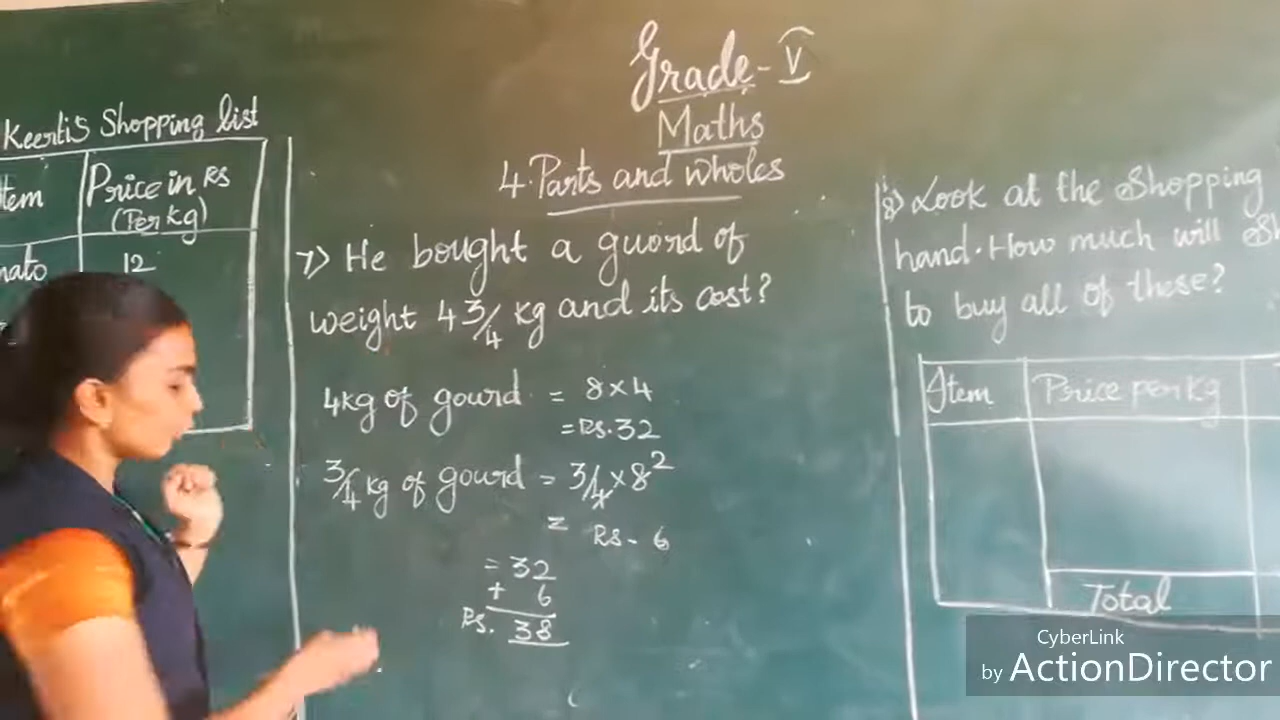 Grade - V
Maths
4. Parts and wholes
Keerti's Shopping list
Item
Price in Rs
(Per kg)
12
7) He bought a guord of
weight 4 3/4 kg and its cost?
4kg of gourd = 8 x 4
= Rs. 32
3/4 kg of gourd = 3/4 x 8 2
= Rs - 6
= 32
+ 6
Rs. 38
8) Look at the Shopping
hand. How much will
to buy all of these?
Item
Price per kg
Total
CyberLink
by ActionDirector